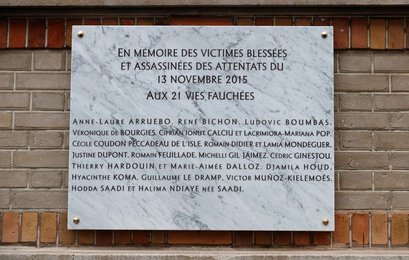 EN MÉMOIRE DES VICTIMES BLESSÉES
ET ASSASSINÉES DES ATTENTATS DU
13 NOVEMBRE 2015
AUX 21 VIES FAUCHÉES
ANNE-LAURE ARRUEBO. RENÉ BICHON. LUDOVIC BOUMBAS.
VÉRONIQUE DE BOURGIES. CIPRIAN IONUT CALCIU ET LACRIMIORA-MARIANA POP.
CÉCILE COUDON PECCADEAU DE L'ISLE. ROMAIN DIDIER ET LAMIA MONDEGUER.
JUSTINE DUPONT. ROMAIN FEUILLADE. MICHELLI GIL JÁIMEZ. CÉDRIC GINESTOU.
THIERRY HARDOUIN ET MARIE-AIMÉE DALLOZ. DJAMILA HOUD.
HYACINTHE KOMA. GUILLAUME LE DRAMP. VICTOR MUÑOZ-KIELEMOËS.
HODDA SAADI ET HALIMA NDIAYE NÉE SAADI.